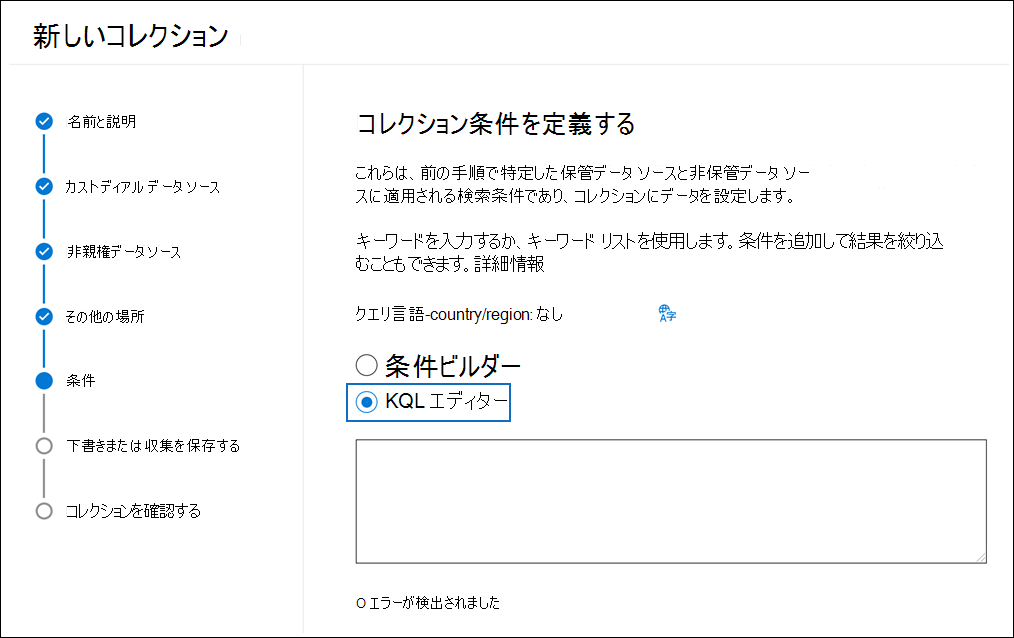 新しいコレクション
名前と説明
カストディアル データ ソース
非親権データソース
その他の場所
条件
下書きまたは収集を保存する
コレクションを確認する
コレクション条件を定義する
これらは、前の手順で特定した保管データ ソースと非保管データ ソー
スに適用される検索条件であり、コレクションにデータを設定します。
キーワードを入力するか、キーワード リストを使用します。条件を追加して結果を絞り込
むこともできます。詳細情報
クエリ言語-country/region: なし
条件ビルダー
KQL エディター
0 エラーが検出されました